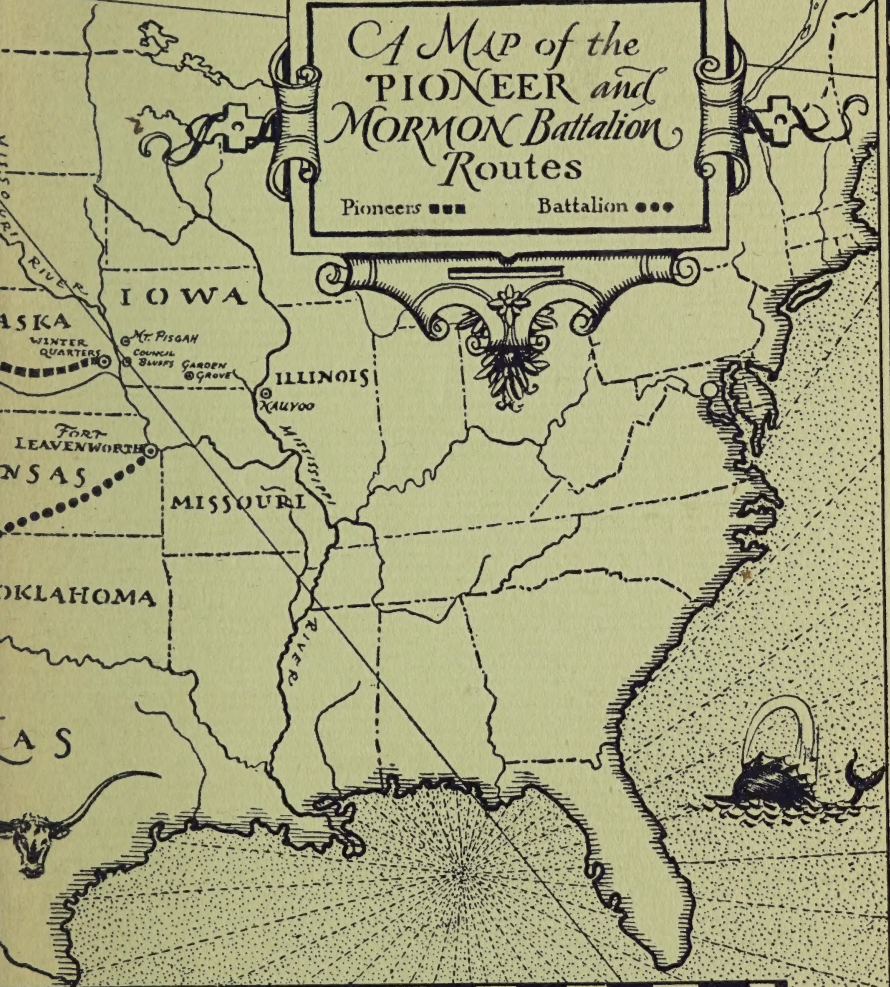 A MAP of the
PIONEER and
MORMON Battalion
Routes
Pioneers
Battalion
RIVER
IOWA
ASKA
WINTER
QUARTERS
MT. PISGAH
COUNCIL
BLUFFS
GARDEN
GROVE
ILLINOIS
NAUVOO
FORT
LEAVENWORTH
NSAS
MISSISSIPPI
MISSOURI
OKLAHOMA
RIVER
AS